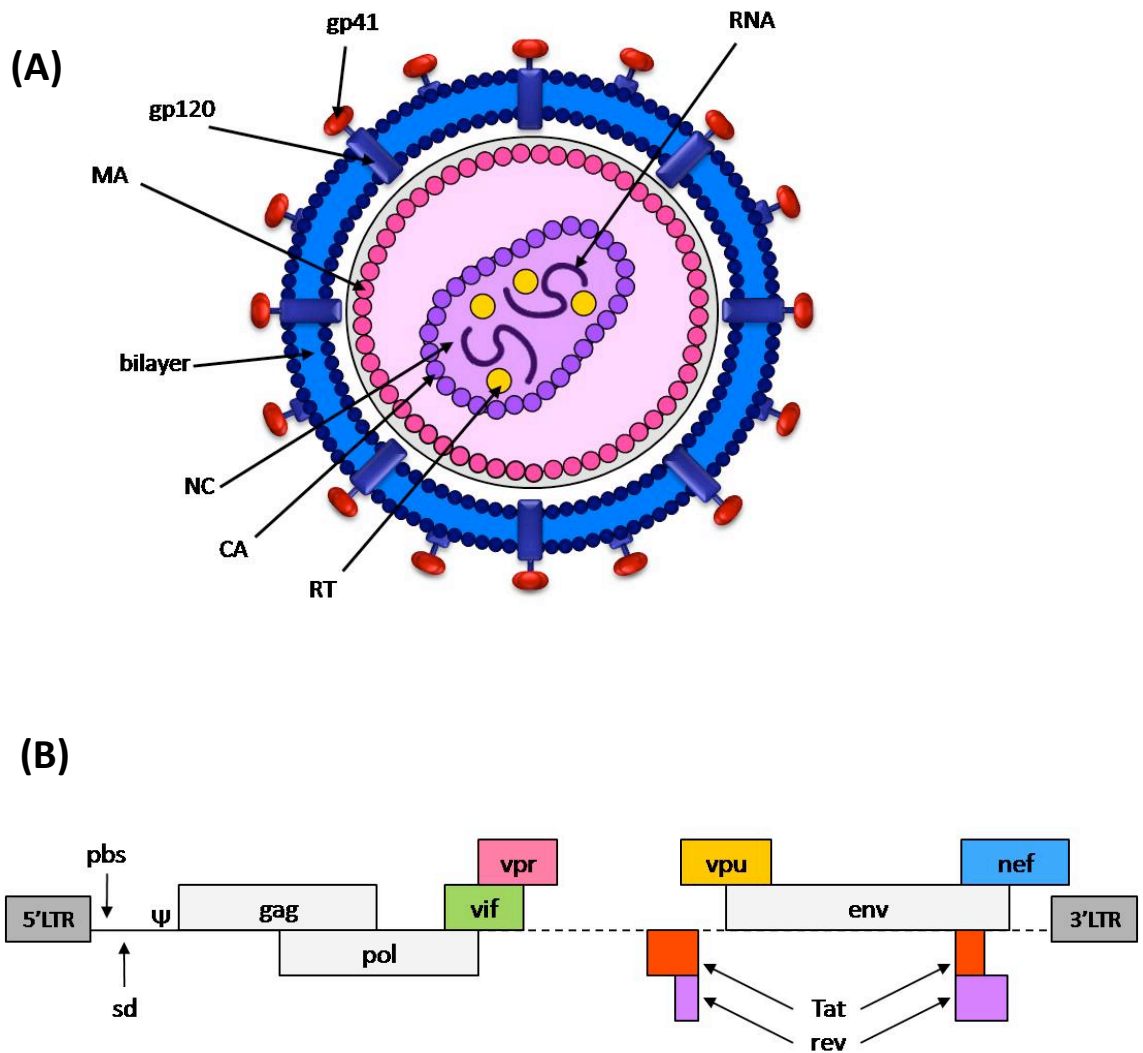 (A)
gp41
RNA
gp120
MA
bilayer
NC
CA
RT
(B)
pbs
vpr
vpu
nef
5'LTR
Ψ
gag
vif
env
3'LTR
pol
sd
Tat
rev